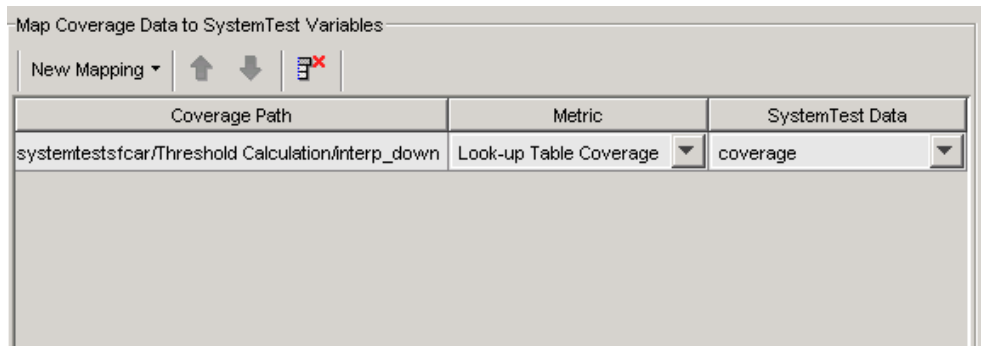 Map Coverage Data to SystemTest Variables
New Mapping
Coverage Path Metric SystemTest Data
systemtestsfcar/Threshold Calculation/interp_down Look-up Table Coverage coverage